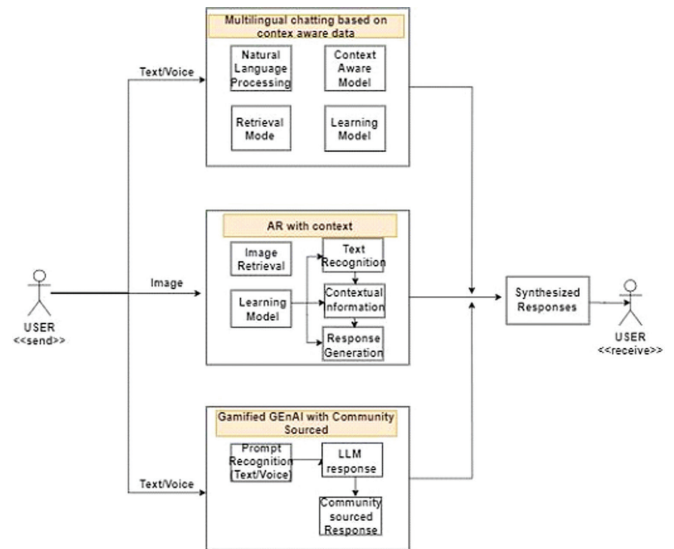 Multilingual chatting based on
contex aware data
Text/Voice
Natural
Language
Processing
Context
Aware
Model
Retrieval
Mode
Learning
Model
AR with context
Image
Image
Retrieval
Text
Recognition
Learning
Model
Contextual
Information
Response
Generation
USER
<<send>>
Synthesized
Responses
USER
<<receive>>
Gamified GEnAI with Community
Sourced
Text/Voice
Prompt
Recognition
(Text/Voice)
LLM
response
Community
sourced
Response